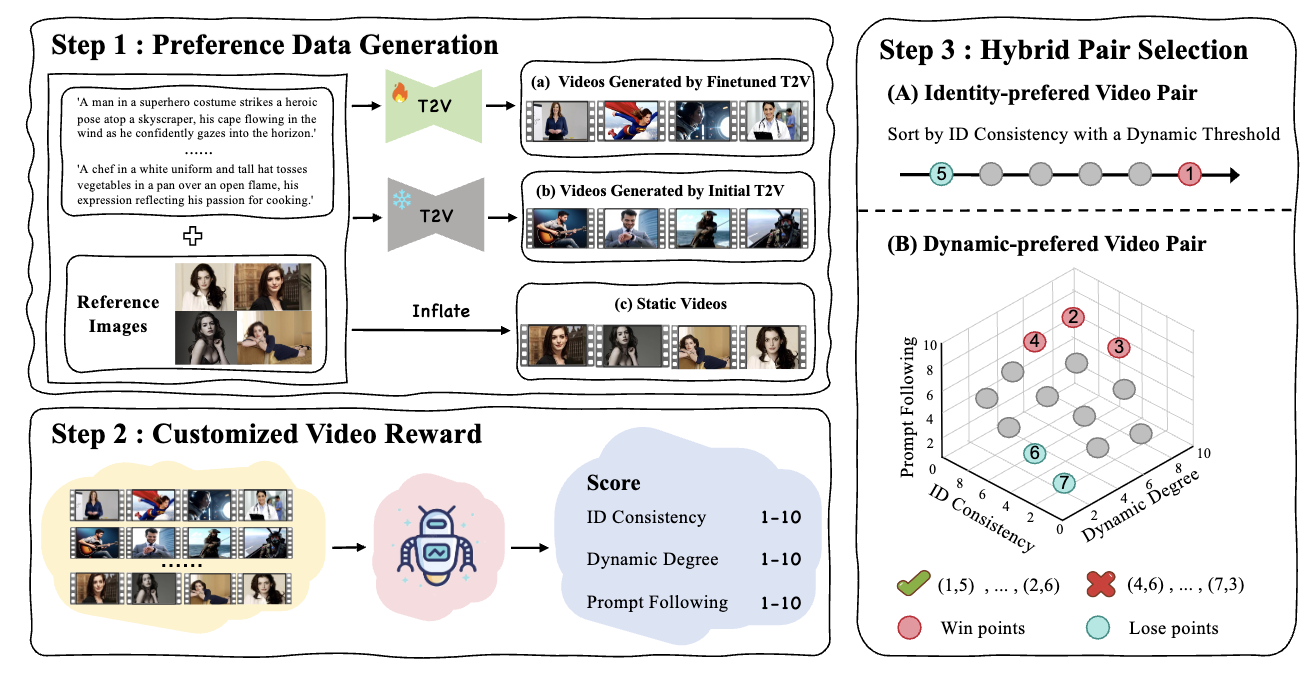 Step 1 : Preference Data Generation
'A man in a superhero costume strikes a heroic
pose atop a skyscraper, his cape flowing in the
wind as he confidently gazes into the horizon.'
......
'A chef in a white uniform and tall hat tosses
vegetables in a pan over an open flame, his
expression reflecting his passion for cooking.'
Reference
Images
T2V
T2V
Inflate
(a) Videos Generated by Finetuned T2V
(b) Videos Generated by Initial T2V
(c) Static Videos
Step 2 : Customized Video Reward
......
Score
ID Consistency 1-10
Dynamic Degree 1-10
Prompt Following 1-10
Step 3 : Hybrid Pair Selection
(A) Identity-prefered Video Pair
Sort by ID Consistency with a Dynamic Threshold
5
1
(B) Dynamic-prefered Video Pair
2
4
3
6
7
Prompt Following
10
8
6
4
2
0
ID Consistency
8
6
4
2
0
Dynamic Degree
2
4
6
8
10
(1,5) , ... , (2,6)
(4,6) , ... , (7,3)
Win points
Lose points